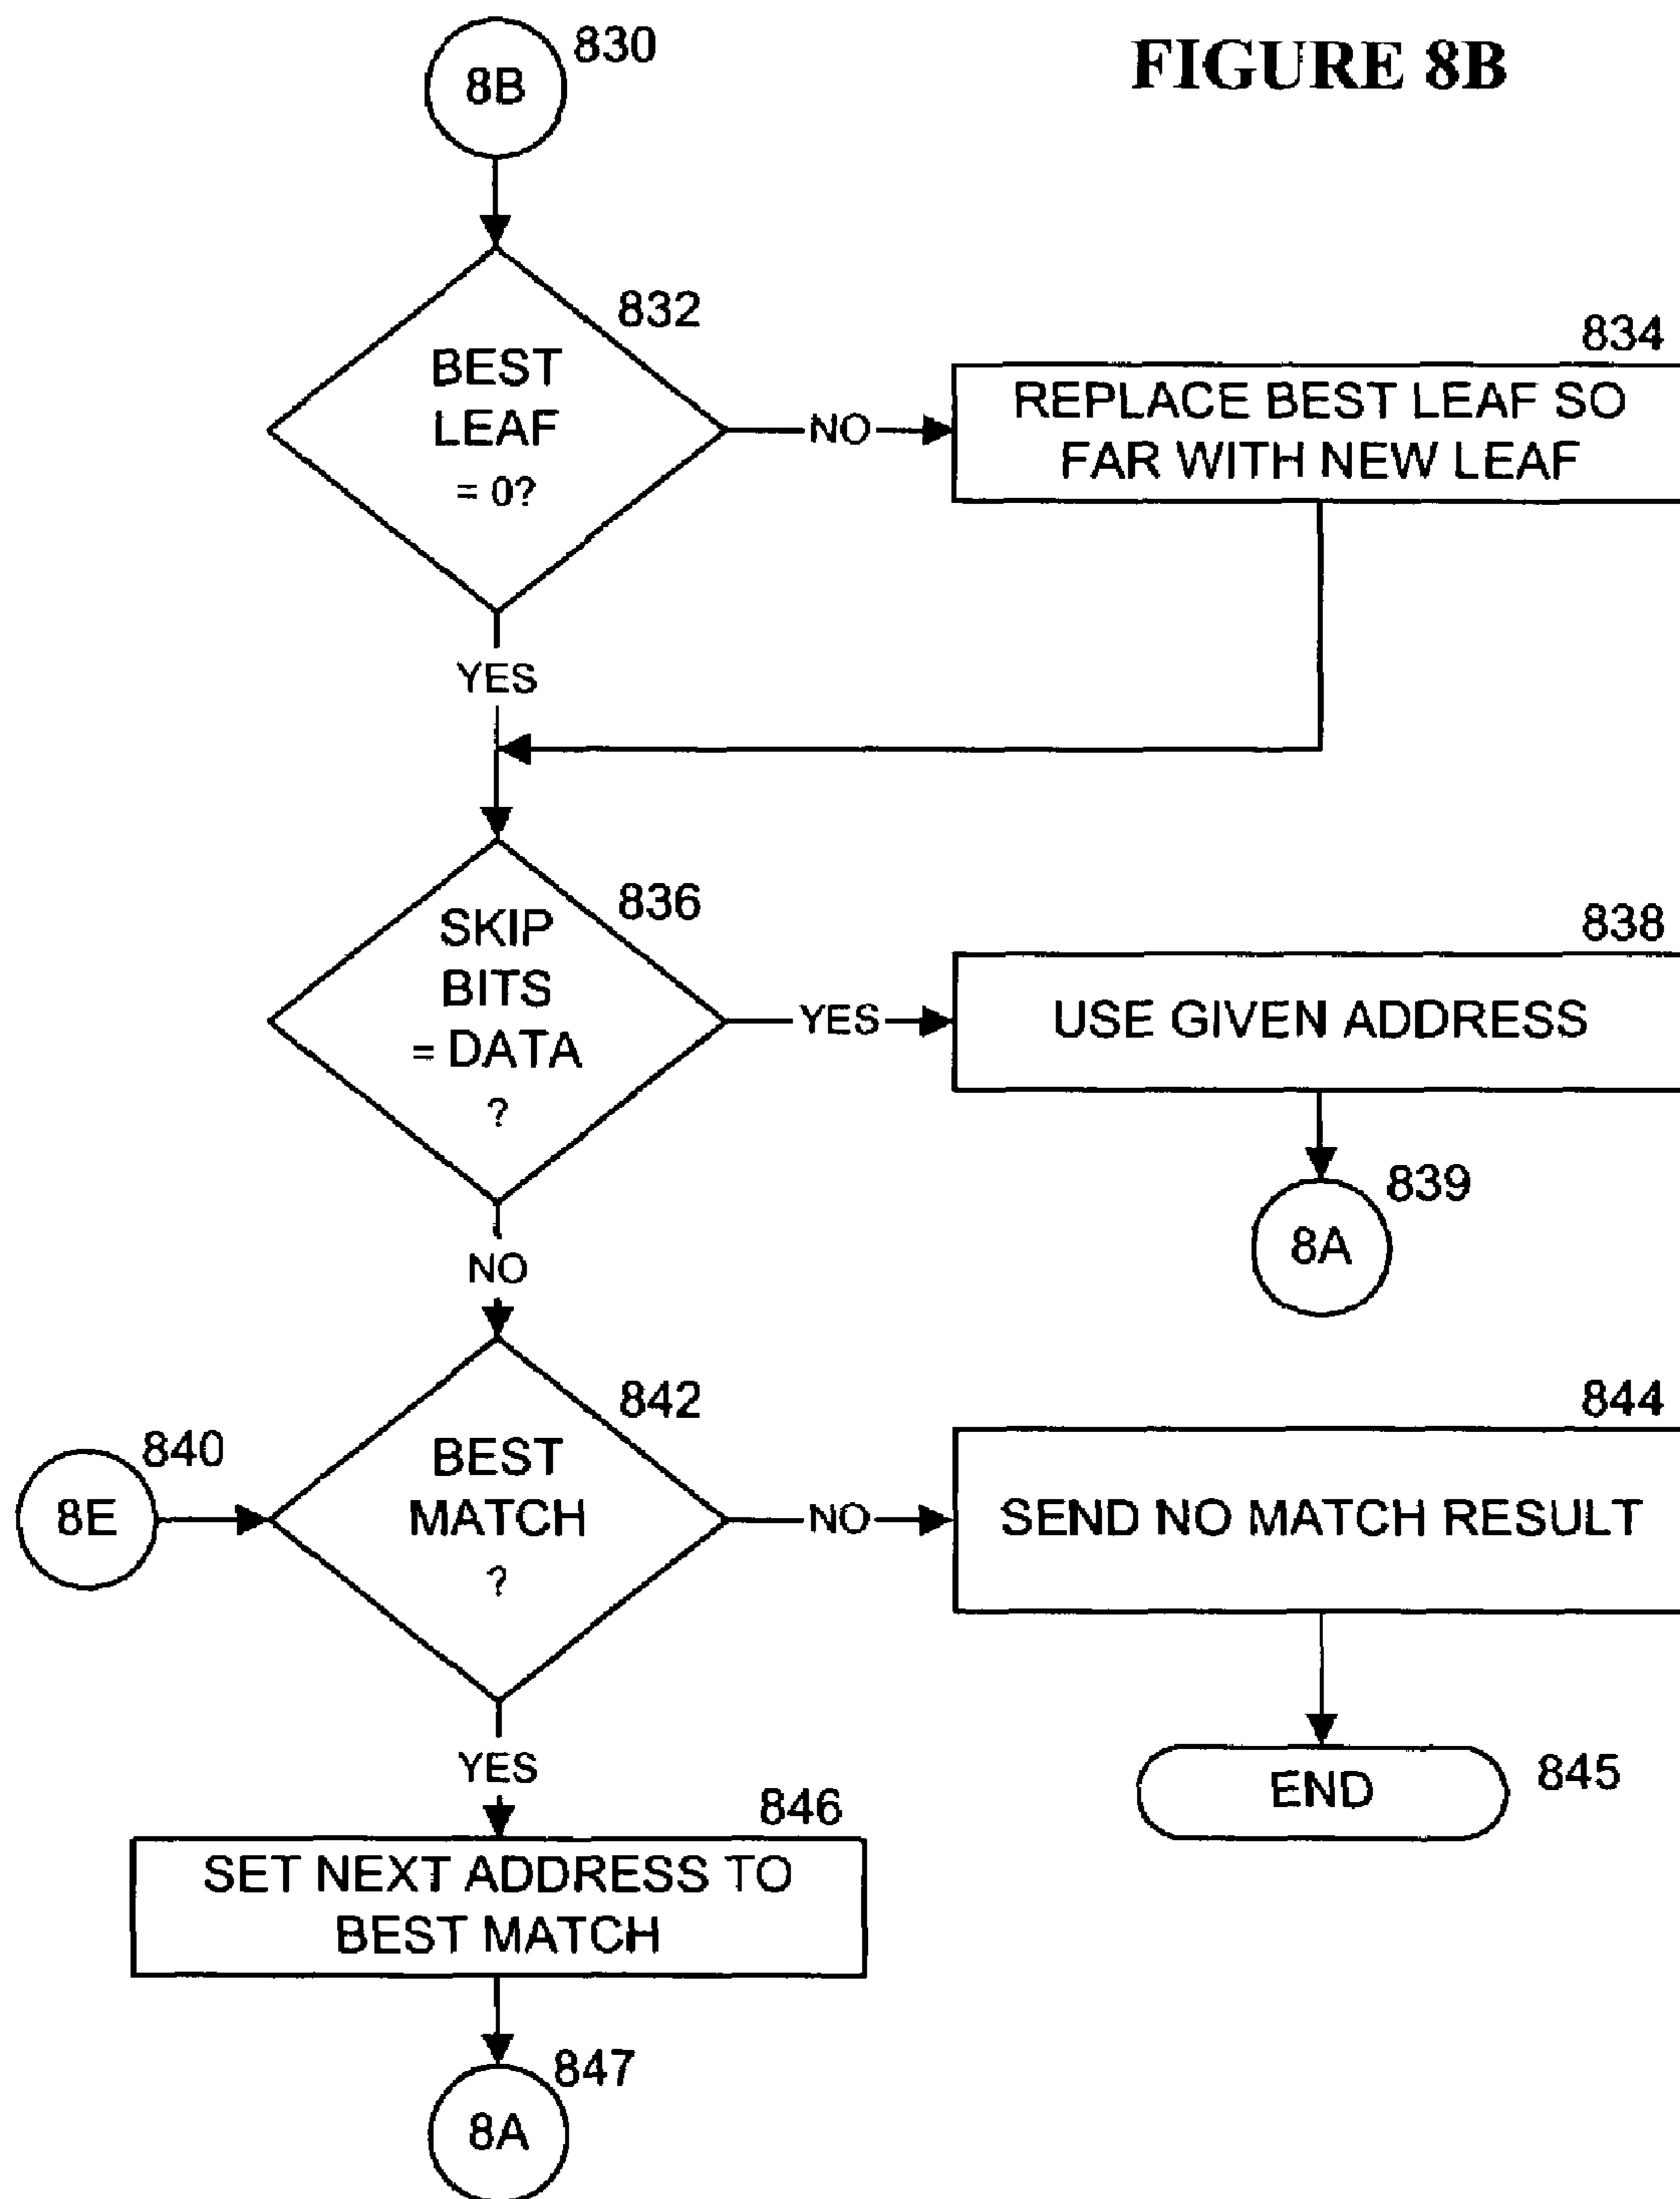 830
8B
FIGURE 8B
832
BEST
LEAF
= 0?
NO
834
REPLACE BEST LEAF SO
FAR WITH NEW LEAF
YES
836
SKIP
BITS
= DATA
?
YES
838
USE GIVEN ADDRESS
839
8A
NO
840
8E
842
BEST
MATCH
?
NO
844
SEND NO MATCH RESULT
845
END
YES
846
SET NEXT ADDRESS TO
BEST MATCH
847
8A